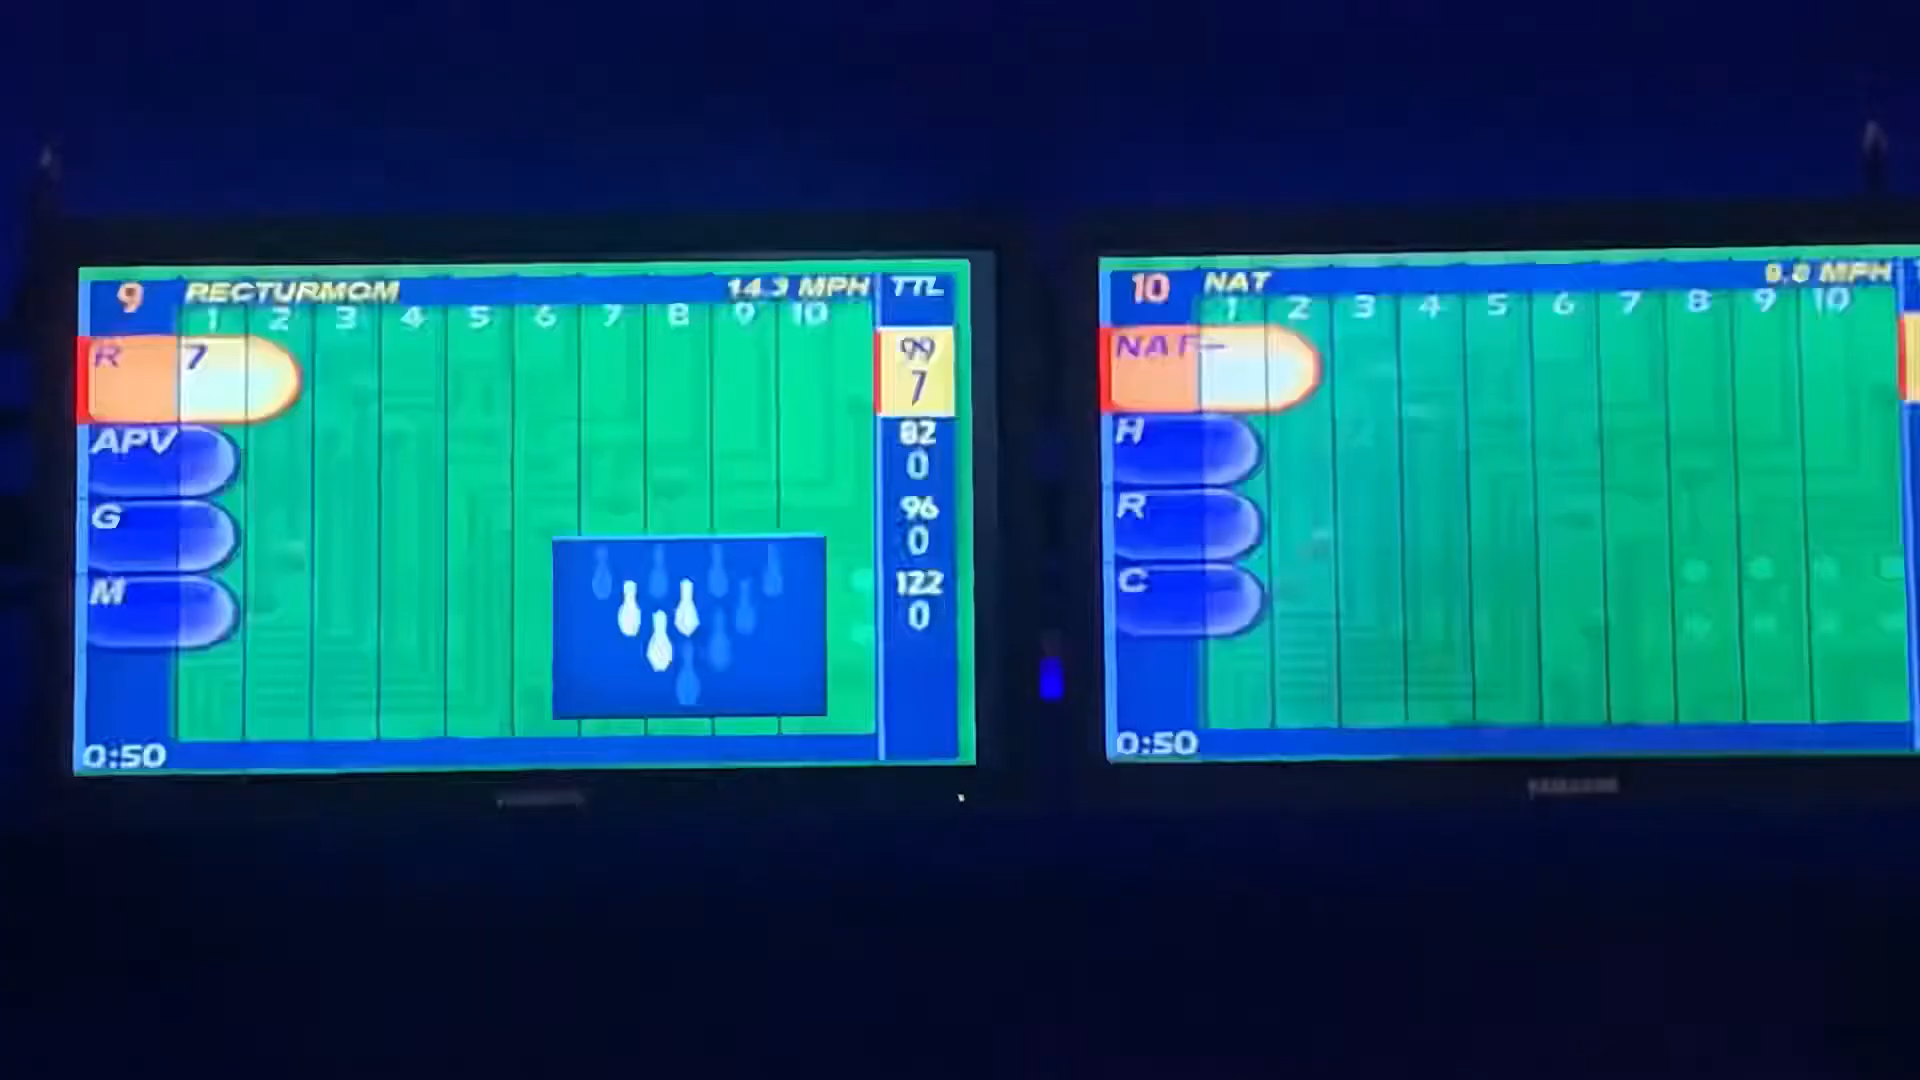 9 RECTURMOM 14.3 MPH TTL
1 2 3 4 5 6 7 8 9 10
R 7 99
7
APV 82
0
G 96
0
M 122
0
0:50
10 NAT MPH
1 2 3 4 5 6 7 8 9 10
NAT -
H
R
C
0:50